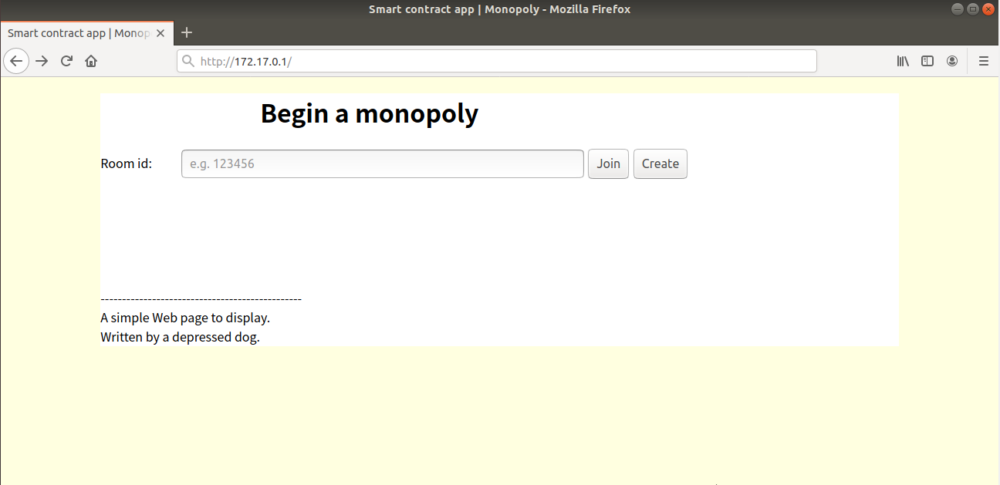 Smart contract app | Monopoly - Mozilla Firefox
Smart contract app | Monop
http://172.17.0.1/
Begin a monopoly
Room id: e.g. 123456 Join Create
-----------------------------------------------
A simple Web page to display.
Written by a depressed dog.